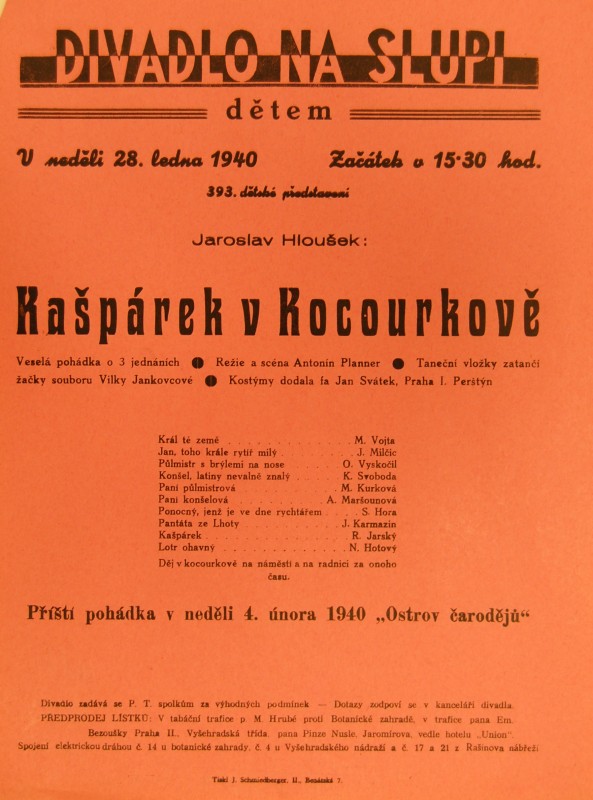 DIVADLO NA SLUPI
dětem
V neděli 28. ledna 1940 Začátek v 15·30 hod.
393. dětské představení
Jaroslav Hloušek:
Kašpárek v Kocourkově
Veselá pohádka o 3 jednáních ● Režie a scéna Antonín Planner ● Taneční vložky zatančí
žačky souboru Vilky Jankovcové ● Kostýmy dodala fa Jan Svátek, Praha I. Perštýn
Král té země . . . . . . . . . . . . M. Vojta
Jan, toho krále rytíř milý . . . . . . . J. Milčic
Půlmistr s brýlemi na nose . . . . . O. Vyskočil
Konšel, latiny nevalně znalý . . . . . K. Svoboda
Paní půlmistrová . . . . . . . . . . M. Kurková
Paní konšelová . . . . . . . . . A. Maršounová
Ponocný, jenž je ve dne rychtářem . . . . S. Hora
Pantáta ze Lhoty . . . . . . . . . . J. Karmazin
Kašpárek . . . . . . . . . . . . . R. Jarský
Lotr ohavný . . . . . . . . . . . . N. Hotový
Děj v kocourkově na náměstí a na radnici za onoho
času.
Příští pohádka v neděli 4. února 1940 „Ostrov čarodějů“
Divadlo zadává se P. T. spolkům za výhodných podmínek — Dotazy zodpoví se v kanceláři divadla.
PŘEDPRODEJ LÍSTKŮ: V tabáční trafice p. M. Hrubé proti Botanické zahradě, v trafice pana Em.
Bezoušky Praha II., Vyšehradská třída, pana Pinze Nusle, Jaromírova, vedle hotelu „Union“.
Spojení elektrickou dráhou č. 14 u botanické zahrady, č. 4 u Vyšehradského nádraží a č. 17 a 21 z Rašínova nábřeží
Tiskl J. Schmiedberger, II., Benátská 7.